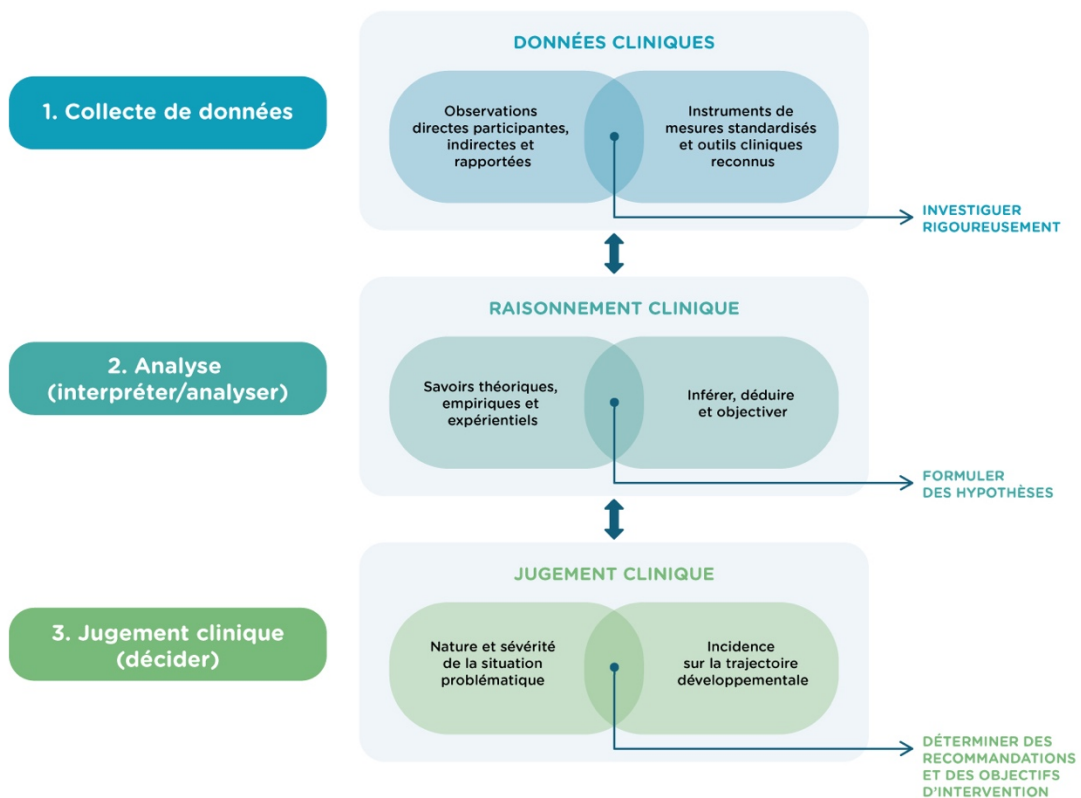 DONNÉES CLINIQUES
1. Collecte de données
Observations
directes participantes,
indirectes et
rapportées
Instruments de
mesures standardisés
et outils cliniques
reconnus
INVESTIGUER
RIGOUREUSEMENT
RAISONNEMENT CLINIQUE
2. Analyse
(interpréter/analyser)
Savoirs théoriques,
empiriques et
expérientiels
Inférer, déduire
et objectiver
FORMULER
DES HYPOTHÈSES
JUGEMENT CLINIQUE
3. Jugement clinique
(décider)
Nature et sévérité
de la situation
problématique
Incidence
sur la trajectoire
développementale
DÉTERMINER DES
RECOMMANDATIONS
ET DES OBJECTIFS
D'INTERVENTION